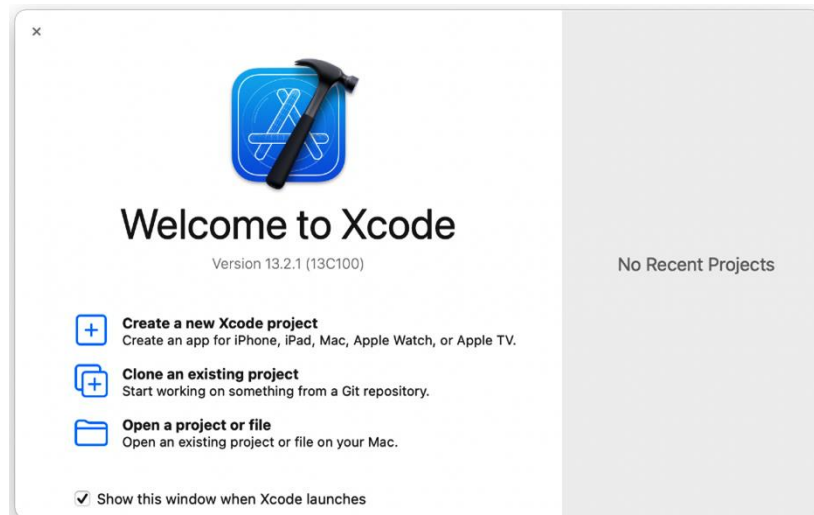 Welcome to Xcode
Version 13.2.1 (13C100)
No Recent Projects
Create a new Xcode project
Create an app for iPhone, iPad, Mac, Apple Watch, or Apple TV.
Clone an existing project
Start working on something from a Git repository.
Open a project or file
Open an existing project or file on your Mac.
Show this window when Xcode launches